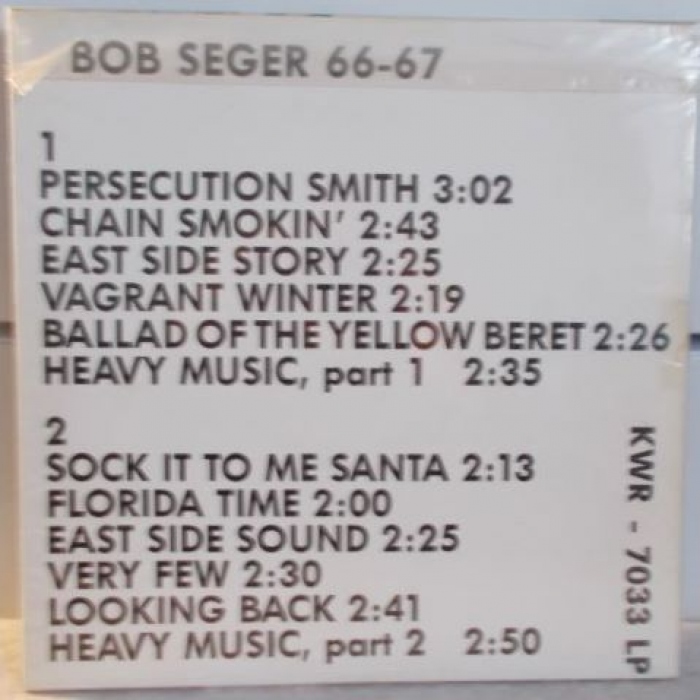 BOB SEGER 66-67
1
PERSECUTION SMITH 3:02
CHAIN SMOKIN' 2:43
EAST SIDE STORY 2:25
VAGRANT WINTER 2:19
BALLAD OF THE YELLOW BERET 2:26
HEAVY MUSIC, part 1 2:35
2
SOCK IT TO ME SANTA 2:13
FLORIDA TIME 2:00
EAST SIDE SOUND 2:25
VERY FEW 2:30
LOOKING BACK 2:41
HEAVY MUSIC, part 2 2:50
KWR - 7033 LP